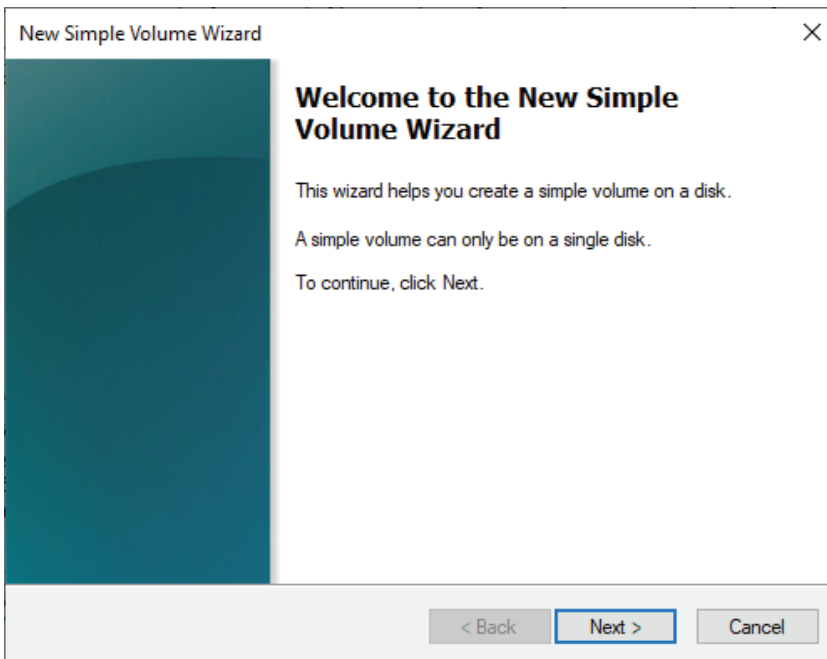 New Simple Volume Wizard
Welcome to the New Simple
Volume Wizard
This wizard helps you create a simple volume on a disk.
A simple volume can only be on a single disk.
To continue, click Next.
< Back
Next >
Cancel